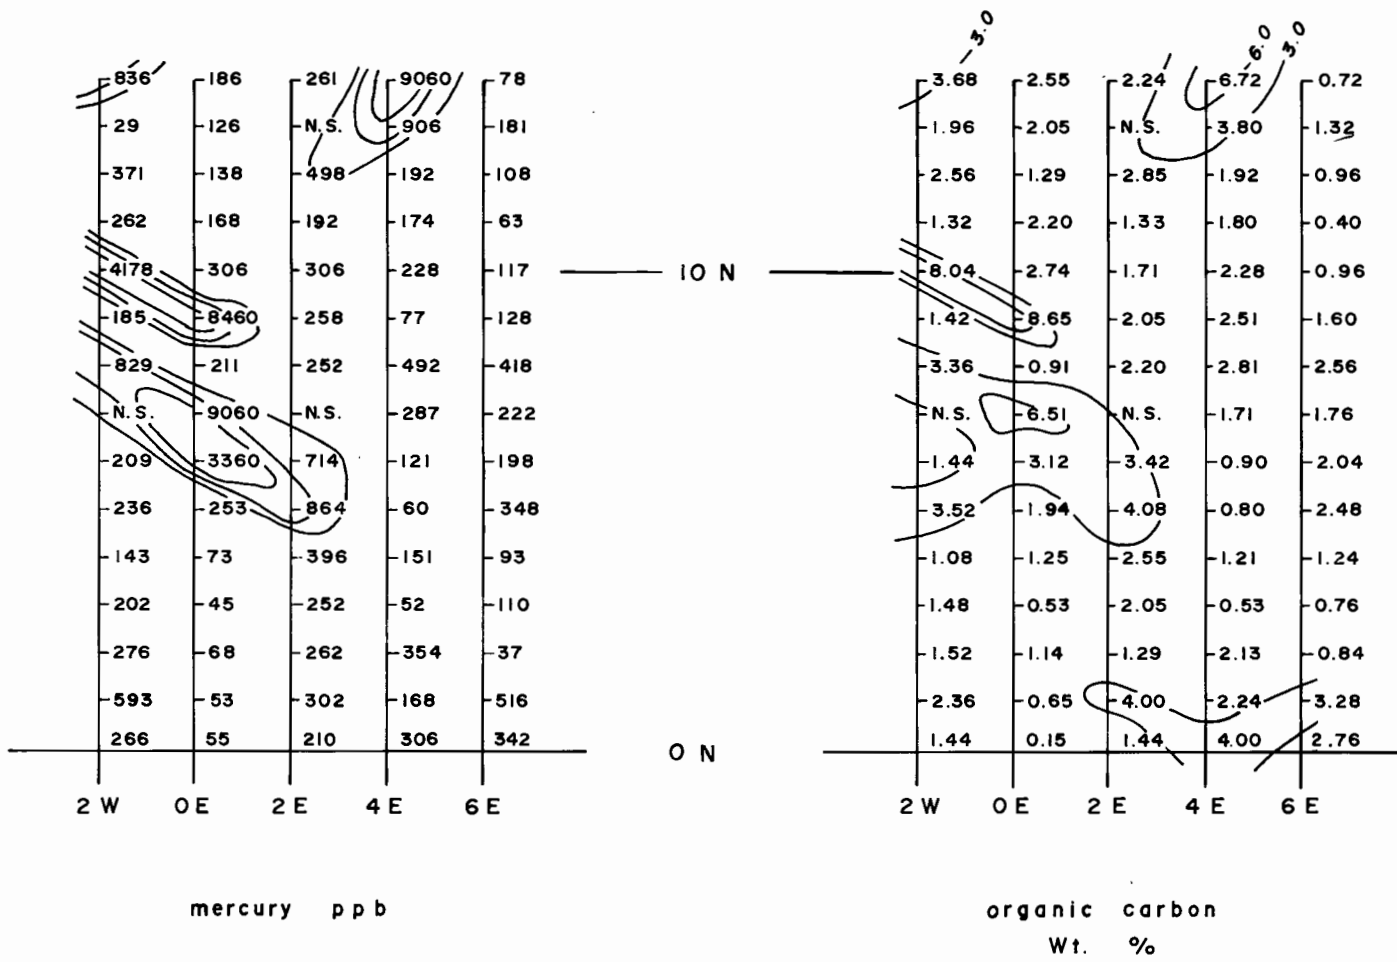 3.0 6.0 3.0
836 186 261 9060 78 3.68 2.55 2.24 6.72 0.72
29 126 N.S. 906 181 1.96 2.05 N.S. 3.80 1.32
371 138 498 192 108 2.56 1.29 2.85 1.92 0.96
262 168 192 174 63 1.32 2.20 1.33 1.80 0.40
4178 306 306 228 117 10 N 8.04 2.74 1.71 2.28 0.96
185 8460 258 77 128 1.42 8.65 2.05 2.51 1.60
829 211 252 492 418 3.36 0.91 2.20 2.81 2.56
N.S. 9060 N.S. 287 222 N.S. 6.51 N.S. 1.71 1.76
209 3360 714 121 198 1.44 3.12 3.42 0.90 2.04
236 253 864 60 348 3.52 1.94 4.08 0.80 2.48
143 73 396 151 93 1.08 1.25 2.55 1.21 1.24
202 45 252 52 110 1.48 0.53 2.05 0.53 0.76
276 68 262 354 37 1.52 1.14 1.29 2.13 0.84
593 53 302 168 516 2.36 0.65 4.00 2.24 3.28
266 55 210 306 342 0 N 1.44 0.15 1.44 4.00 2.76
2 W 0 E 2 E 4 E 6 E 2 W 0 E 2 E 4 E 6 E
mercury ppb organic carbon
Wt. %